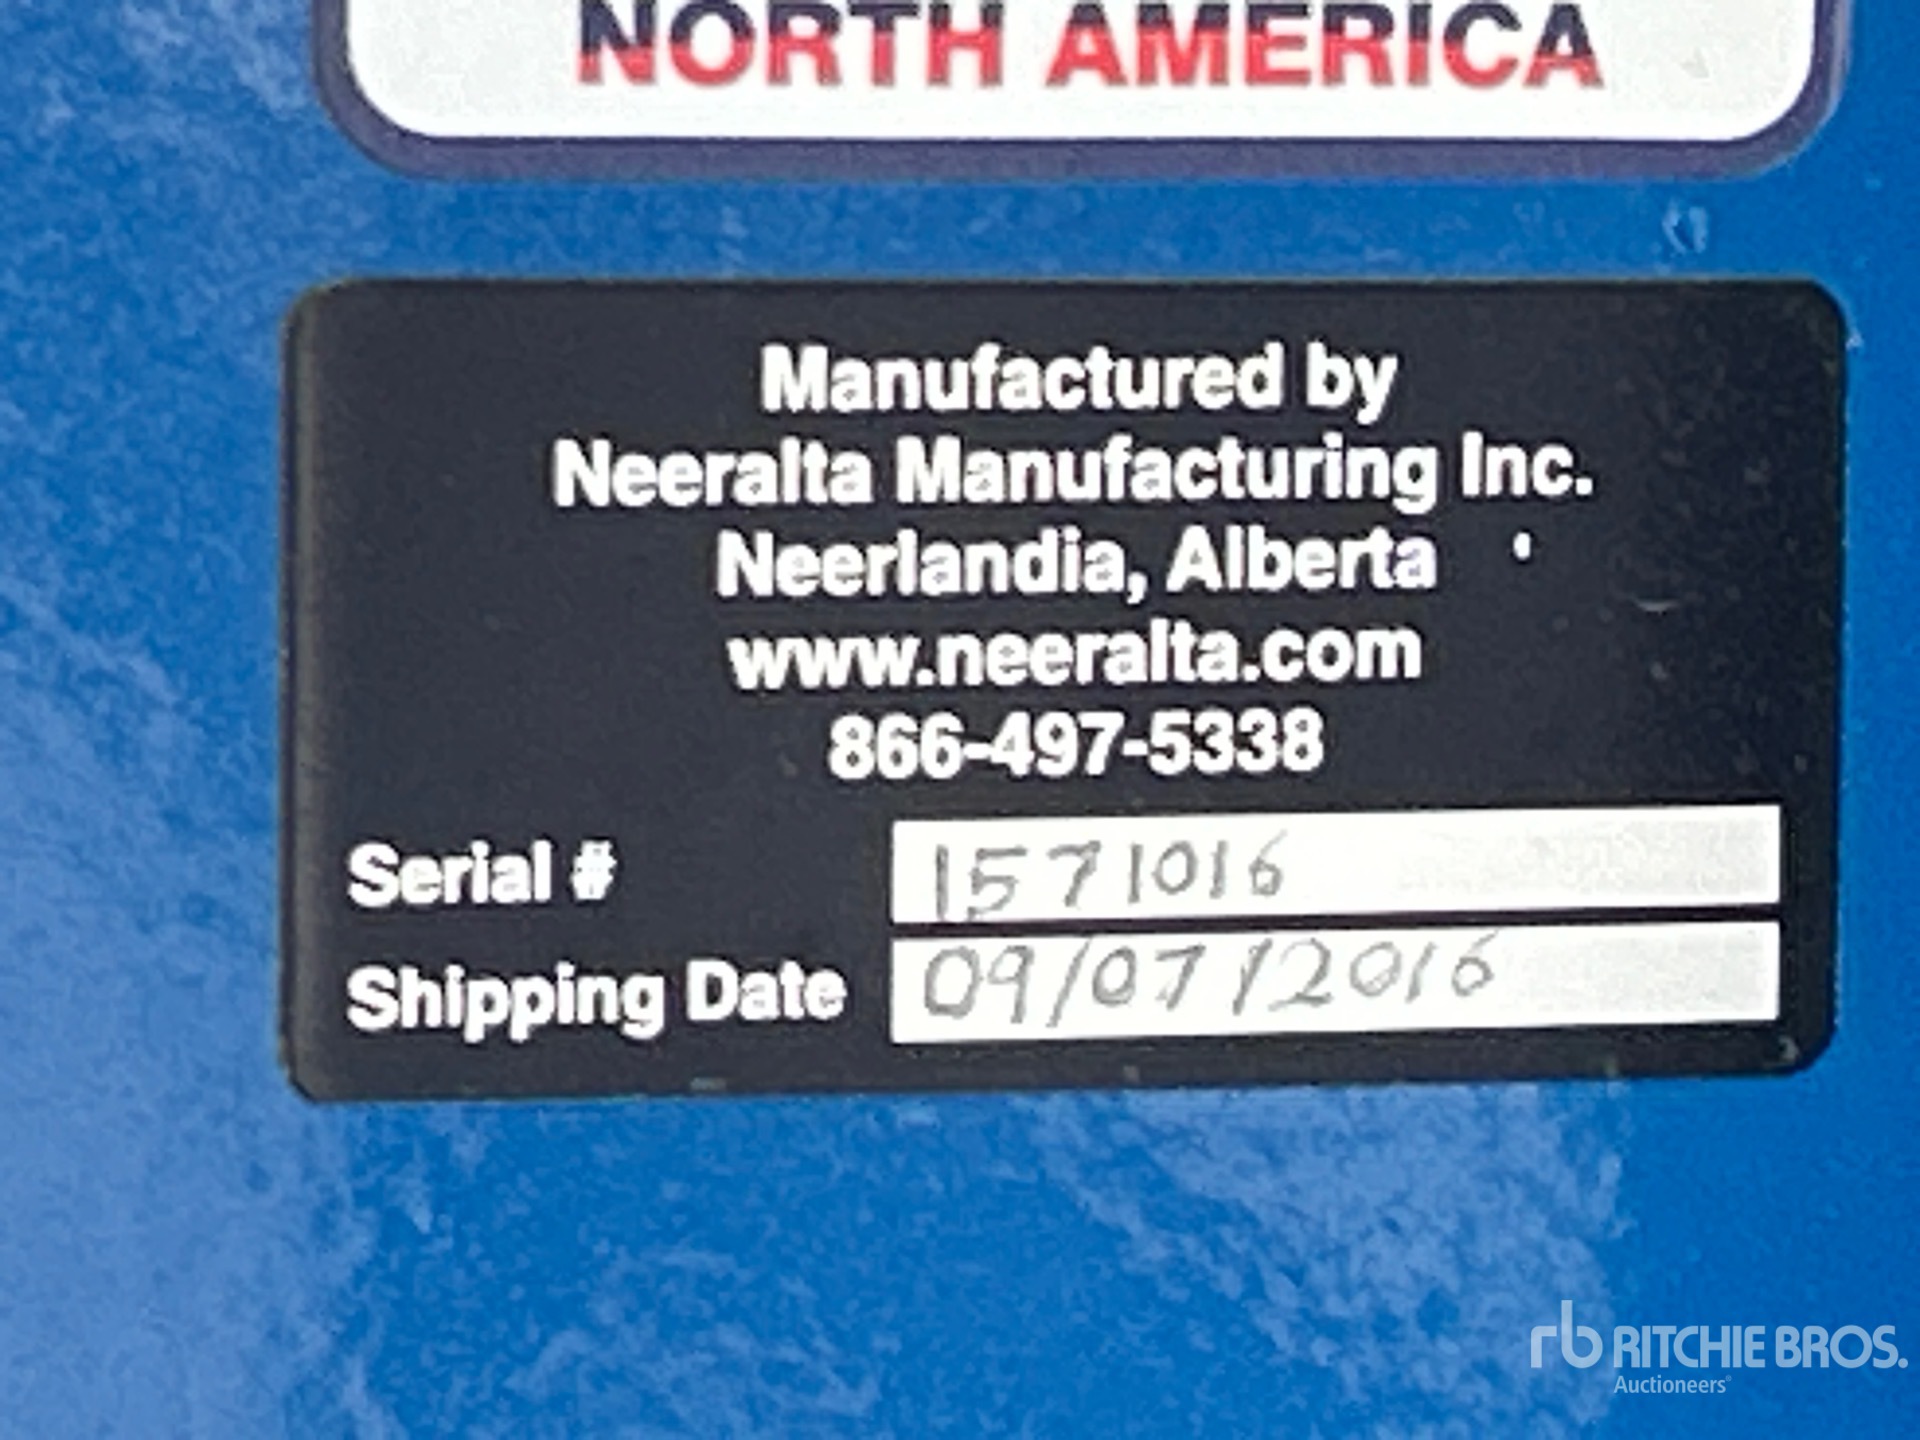 NORTH AMERICA
Manufactured by
Neeralta Manufacturing Inc.
Neerlandia, Alberta
www.neeralta.com
866-497-5338
Serial # 1571016
Shipping Date 09/07/2016
rb RITCHIE BROS.
Auctioneers